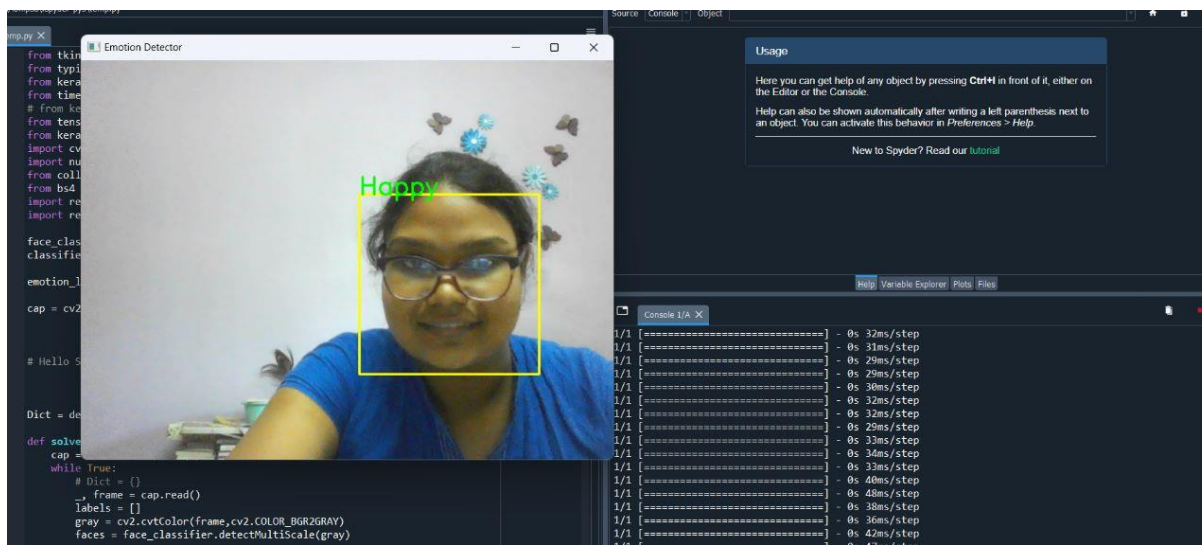 Source Console Object
temp.py
Emotion Detector
from tkin
from typi
from kera
from time
# from ke
from tens
from kera
import cv
import nu
from coll
from bs4
import re
import re
face_clas
classifie
emotion_l
cap = cv2
# Hello S
Dict = de
def solve
cap =
while True:
# Dict = {}
_, frame = cap.read()
labels = []
gray = cv2.cvtColor(frame,cv2.COLOR_BGR2GRAY)
faces = face_classifier.detectMultiScale(gray)
Happy
Usage
Here you can get help of any object by pressing Ctrl+I in front of it, either on
the Editor or the Console.
Help can also be shown automatically after writing a left parenthesis next to
an object. You can activate this behavior in Preferences > Help.
New to Spyder? Read our tutorial
Help Variable Explorer Plots Files
Console 1/A
1/1 [==============================] - 0s 32ms/step
1/1 [==============================] - 0s 31ms/step
1/1 [==============================] - 0s 29ms/step
1/1 [==============================] - 0s 29ms/step
1/1 [==============================] - 0s 30ms/step
1/1 [==============================] - 0s 32ms/step
1/1 [==============================] - 0s 32ms/step
1/1 [==============================] - 0s 29ms/step
1/1 [==============================] - 0s 33ms/step
1/1 [==============================] - 0s 34ms/step
1/1 [==============================] - 0s 33ms/step
1/1 [==============================] - 0s 40ms/step
1/1 [==============================] - 0s 48ms/step
1/1 [==============================] - 0s 38ms/step
1/1 [==============================] - 0s 36ms/step
1/1 [==============================] - 0s 42ms/step